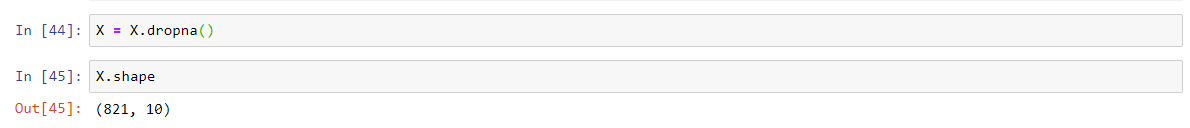 In [44]: X = X.dropna()
In [45]: X.shape
Out[45]: (821, 10)